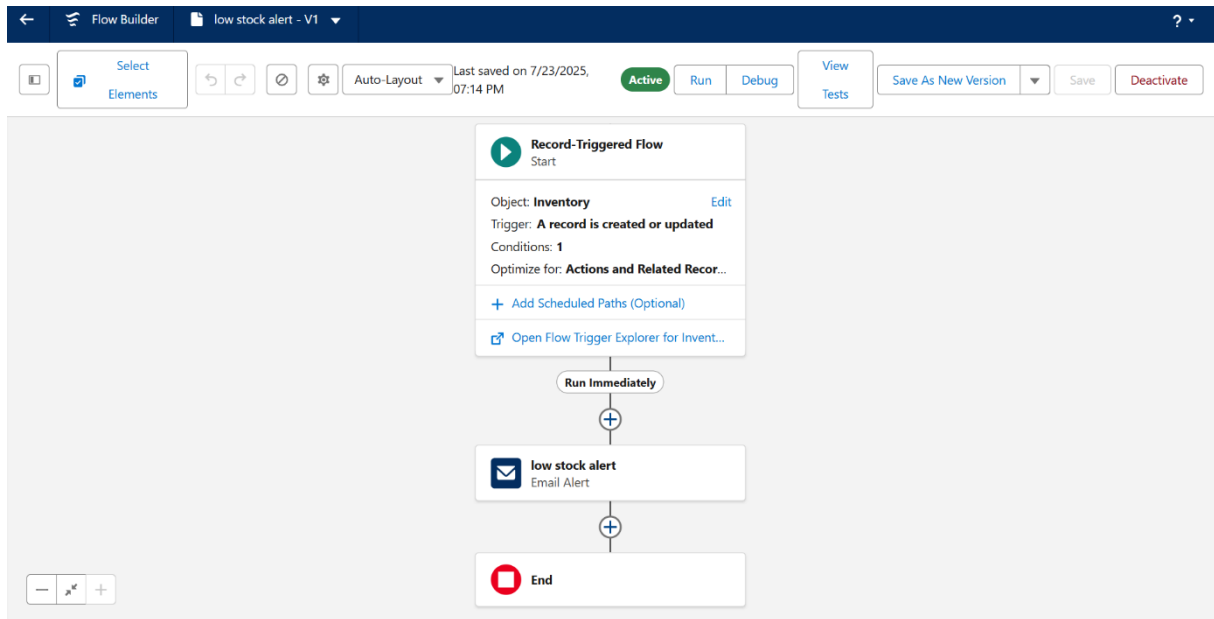 Flow Builder
low stock alert - V1
?
Select
Elements
Auto-Layout
Last saved on 7/23/2025,
07:14 PM
Active
Run
Debug
View
Tests
Save As New Version
Save
Deactivate
Record-Triggered Flow
Start
Object: Inventory
Edit
Trigger: A record is created or updated
Conditions: 1
Optimize for: Actions and Related Recor...
+ Add Scheduled Paths (Optional)
Open Flow Trigger Explorer for Invent...
Run Immediately
low stock alert
Email Alert
End